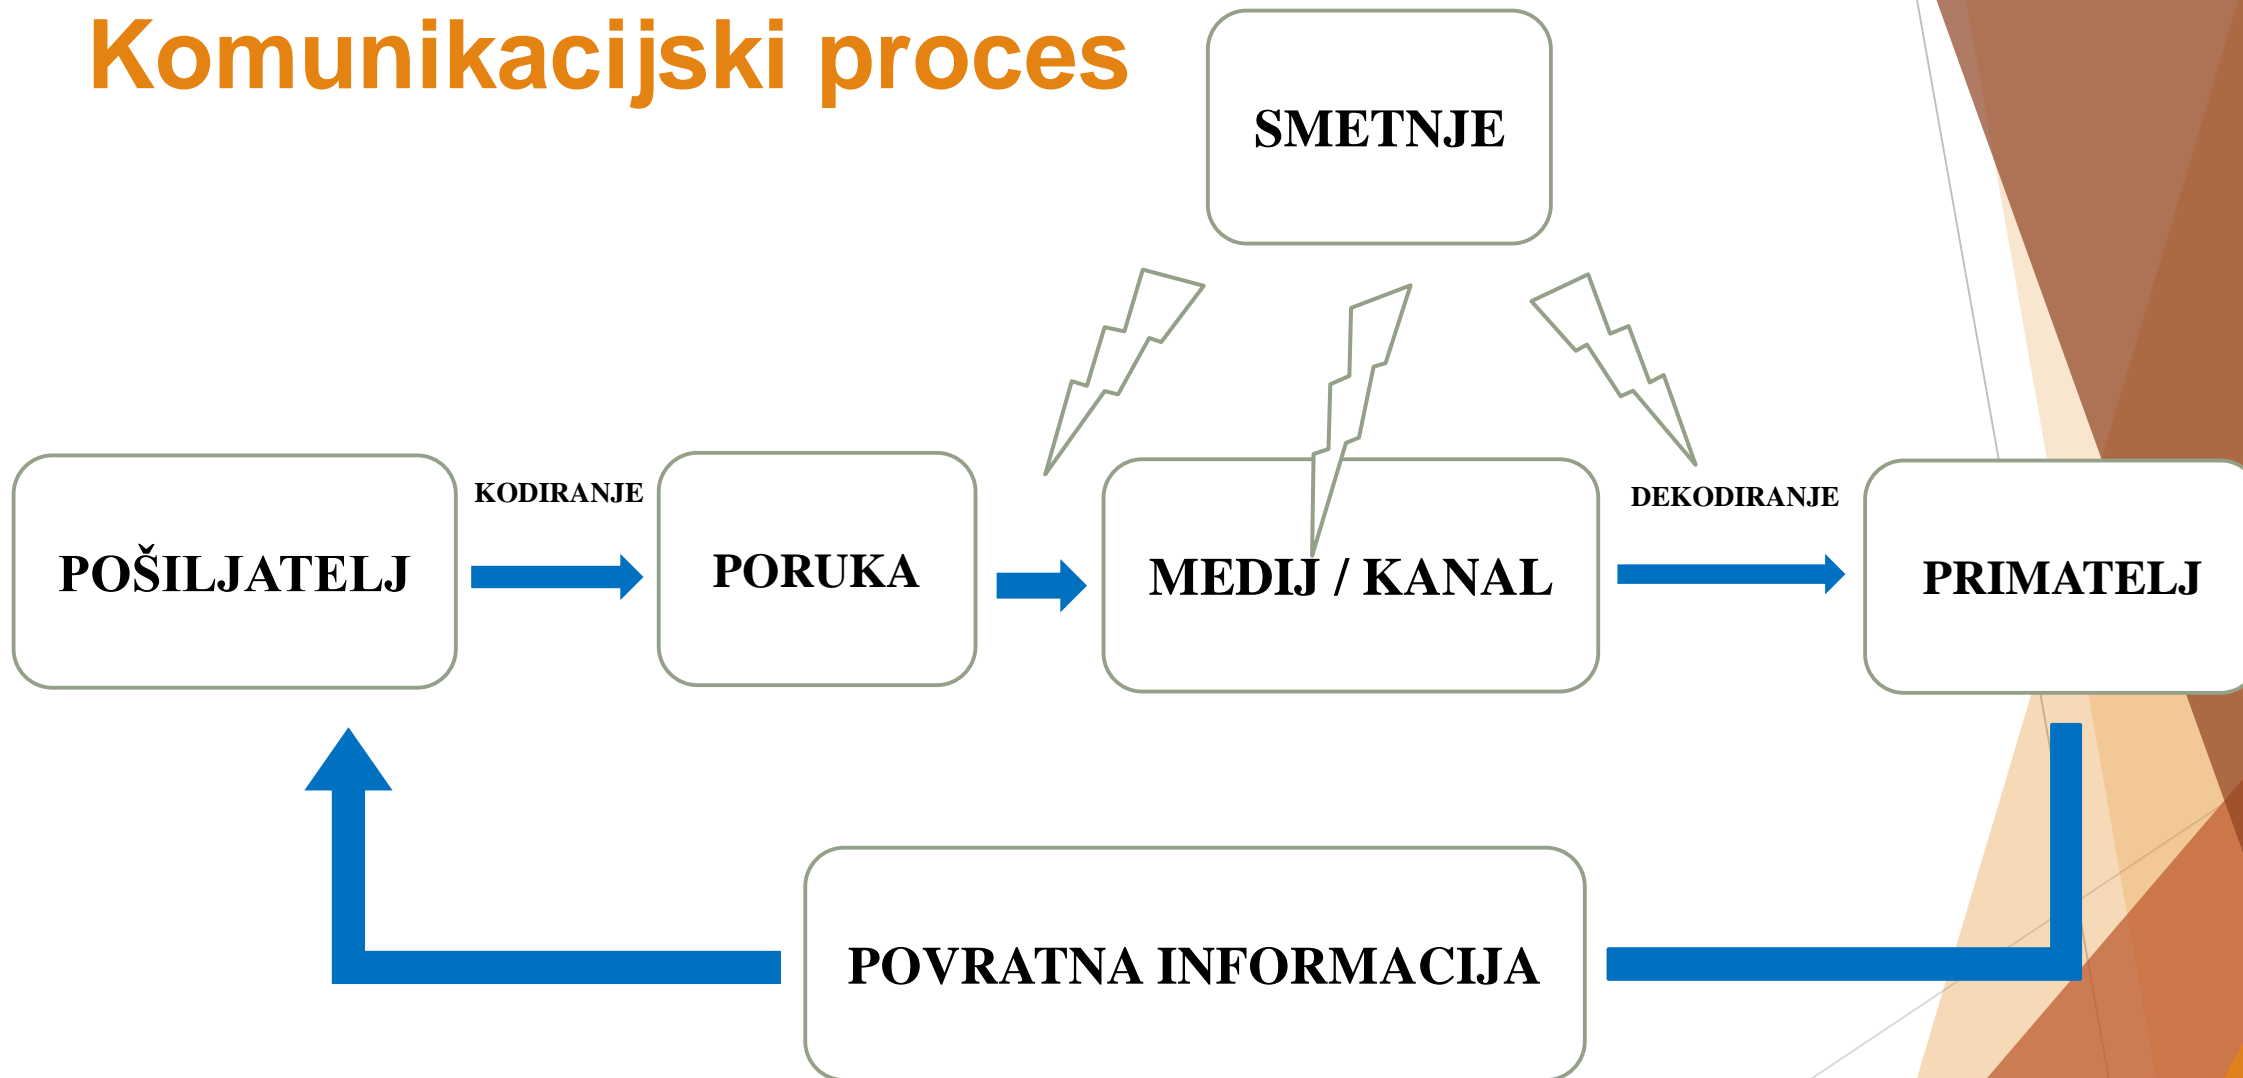 Komunikacijski proces
SMETNJE
POŠILJATELJ
KODIRANJE
PORUKA
MEDIJ / KANAL
DEKODIRANJE
PRIMATELJ
POVRATNA INFORMACIJA